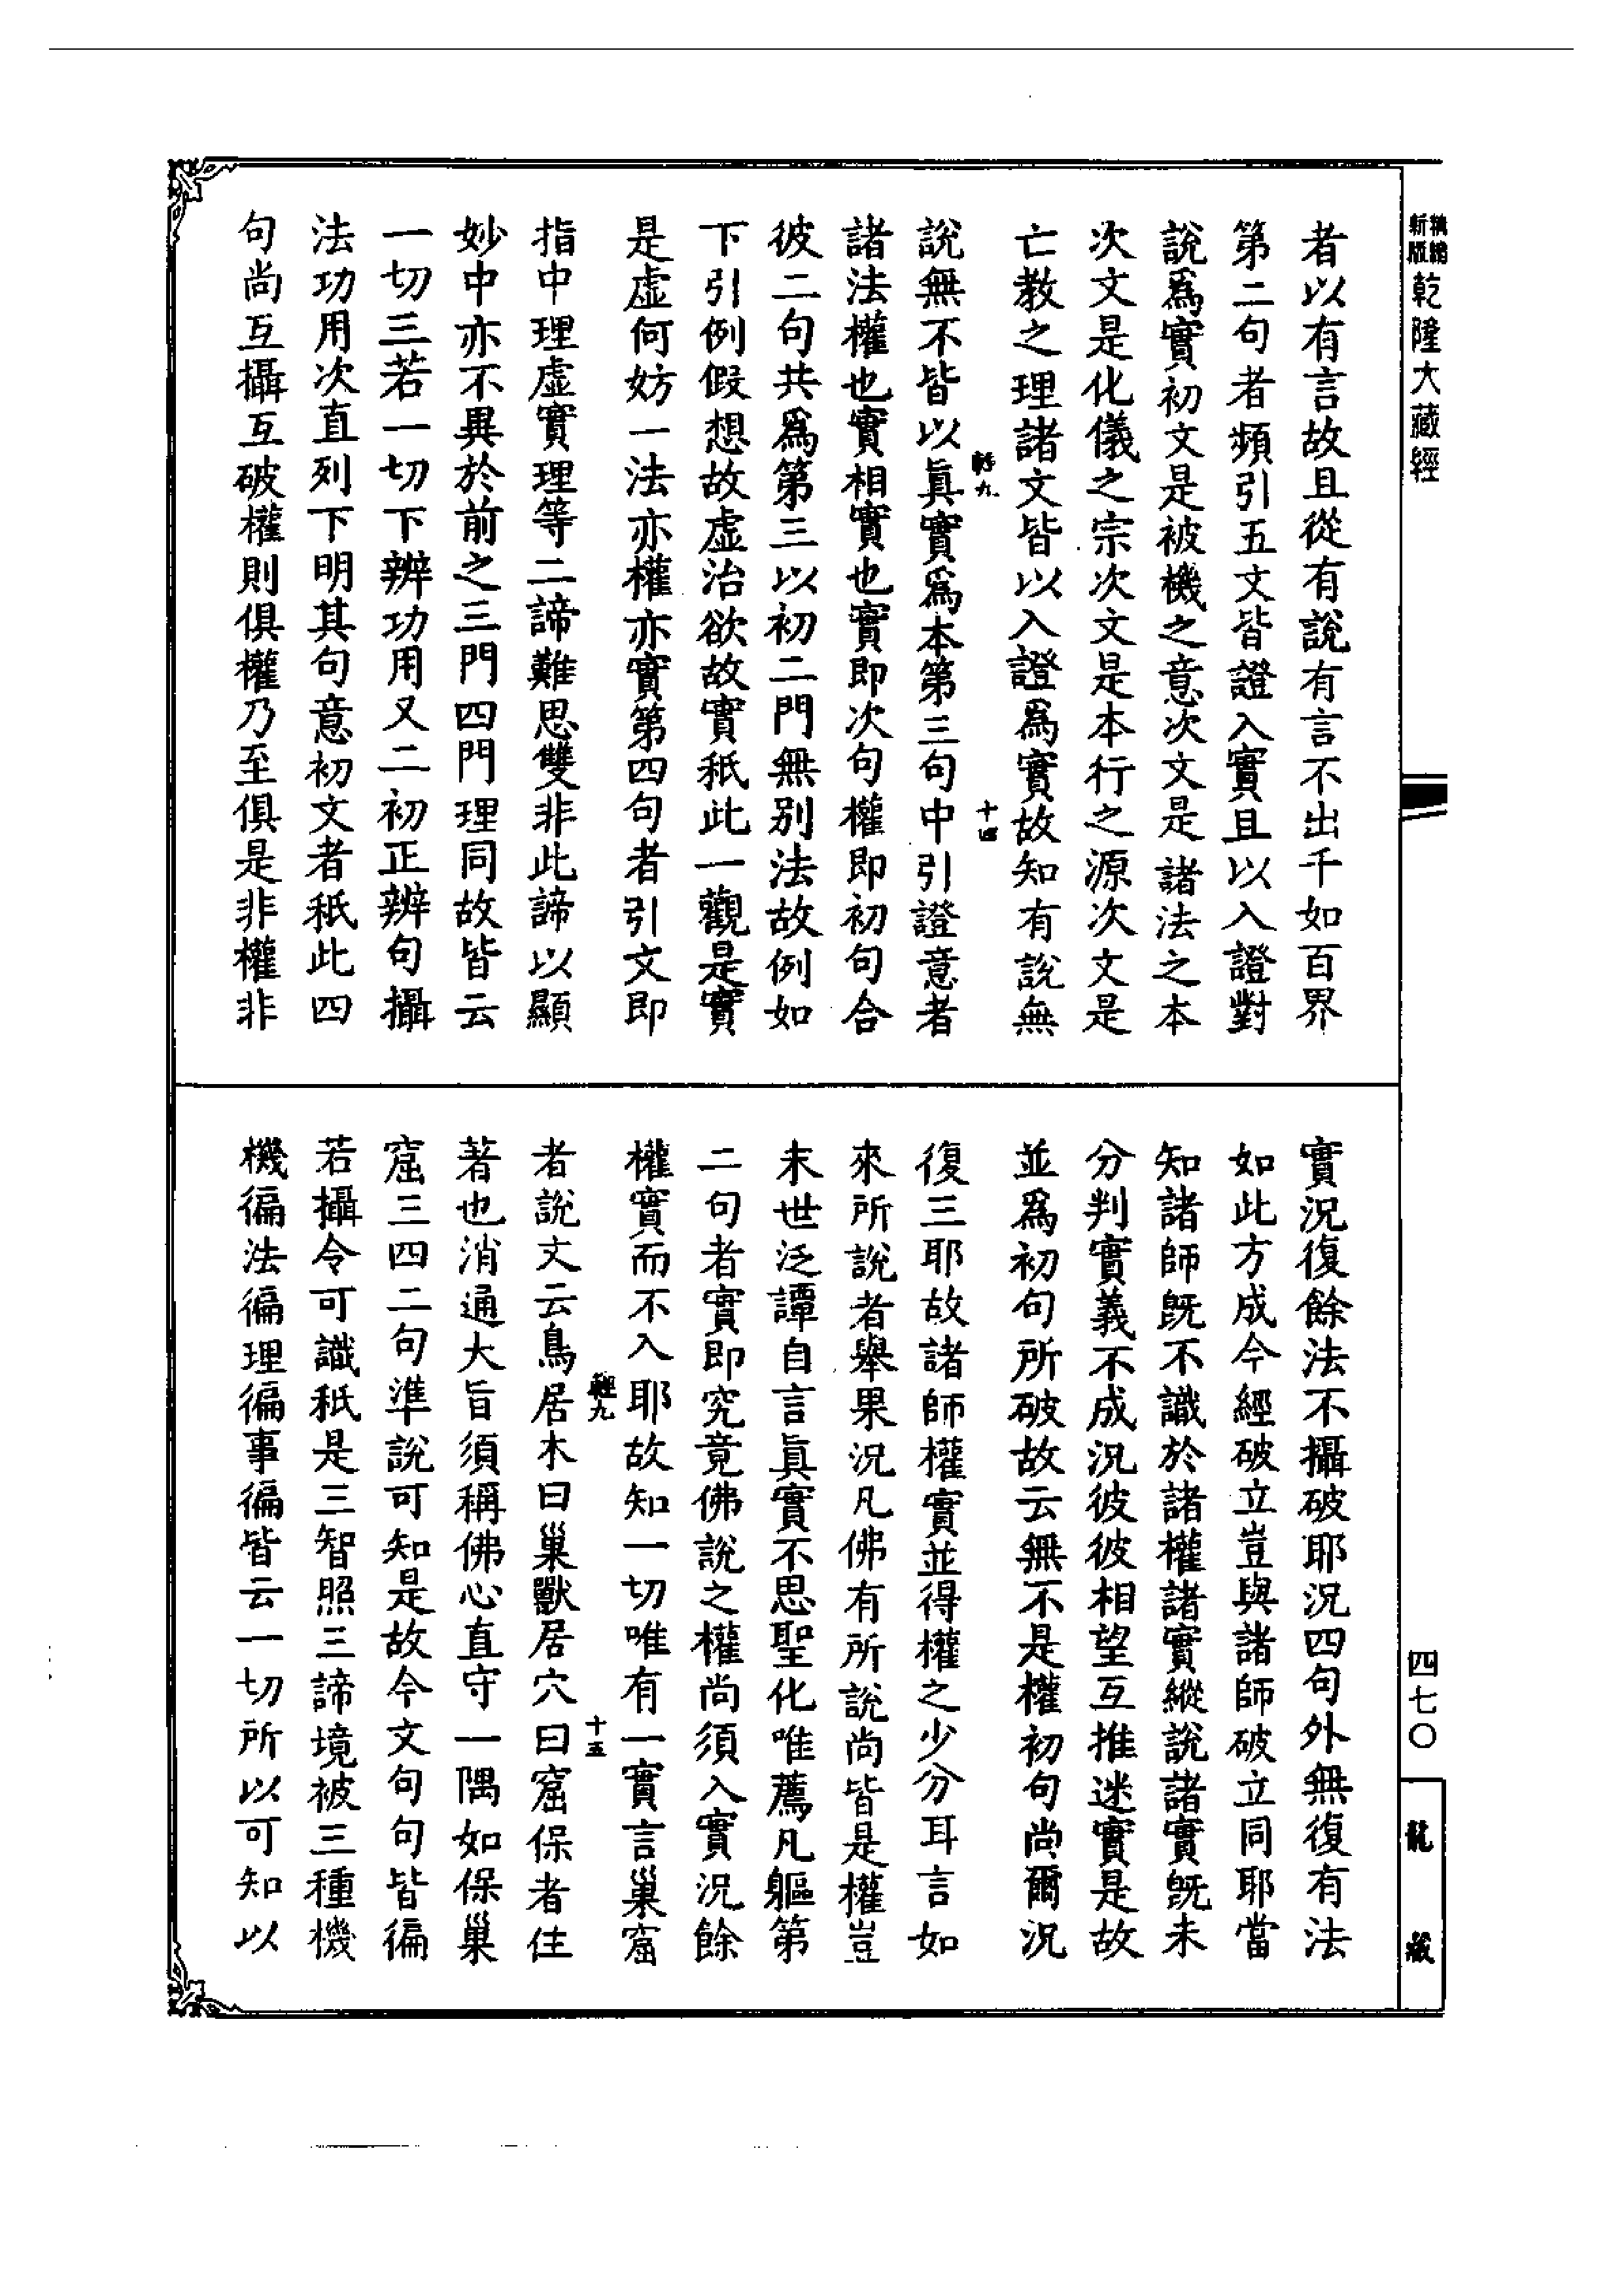 新版精編乾隆大藏經
者以有言故且從有說有言不出千如百界
第二句者頻引五文皆證入實且以入證對
說爲實初文是被機之意次文是諸法之本
次文是化儀之宗次文是本行之源次文是
亡教之理諸文皆以入證爲實故知有說無
九
十四
說無不皆以眞實爲本第三句中引證意者
諸法權也實相實也實即次句權即初句合
彼二句共爲第三以初二門無別法故例如
下引例假想故虛治欲故實秖此一觀是實
是虛何妨一法亦權亦實第四句者引文即
指中理虛實理等二諦難思雙非此諦以顯
妙中亦不異於前之三門四門理同故皆云
一切三若一切下辨功用又二初正辨句攝
法功用次直列下明其句意初文者秖此四
句尚互攝互破權則俱權乃至俱是非權非
實況復餘法不攝破耶況四句外無復有法
如此方成今經破立豈與諸師破立同耶當
知諸師旣不識於諸權諸實縱說諸實旣未
分判實義不成況彼彼相望互推迷實是故
並爲初句所破故云無不是權初句尚爾況
復三耶故諸師權實並得權之少分耳言如
來所說者舉果況凡佛有所說尚皆是權豈
末世泛譚自言眞實不思聖化唯薦凡軀第
二句者實即究竟佛說之權尚須入實況餘
權實而不入耶故知一切唯有一實言巢窟
九
十五
者說文云鳥居木曰巢獸居穴曰窟保者住
著也消通大旨須稱佛心直守一隅如保巢
窟三四二句準說可知是故今文句句皆徧
若攝令可識秖是三智照三諦境被三種機
機徧法徧理徧事徧皆云一切所以可知以
四七〇
龍藏